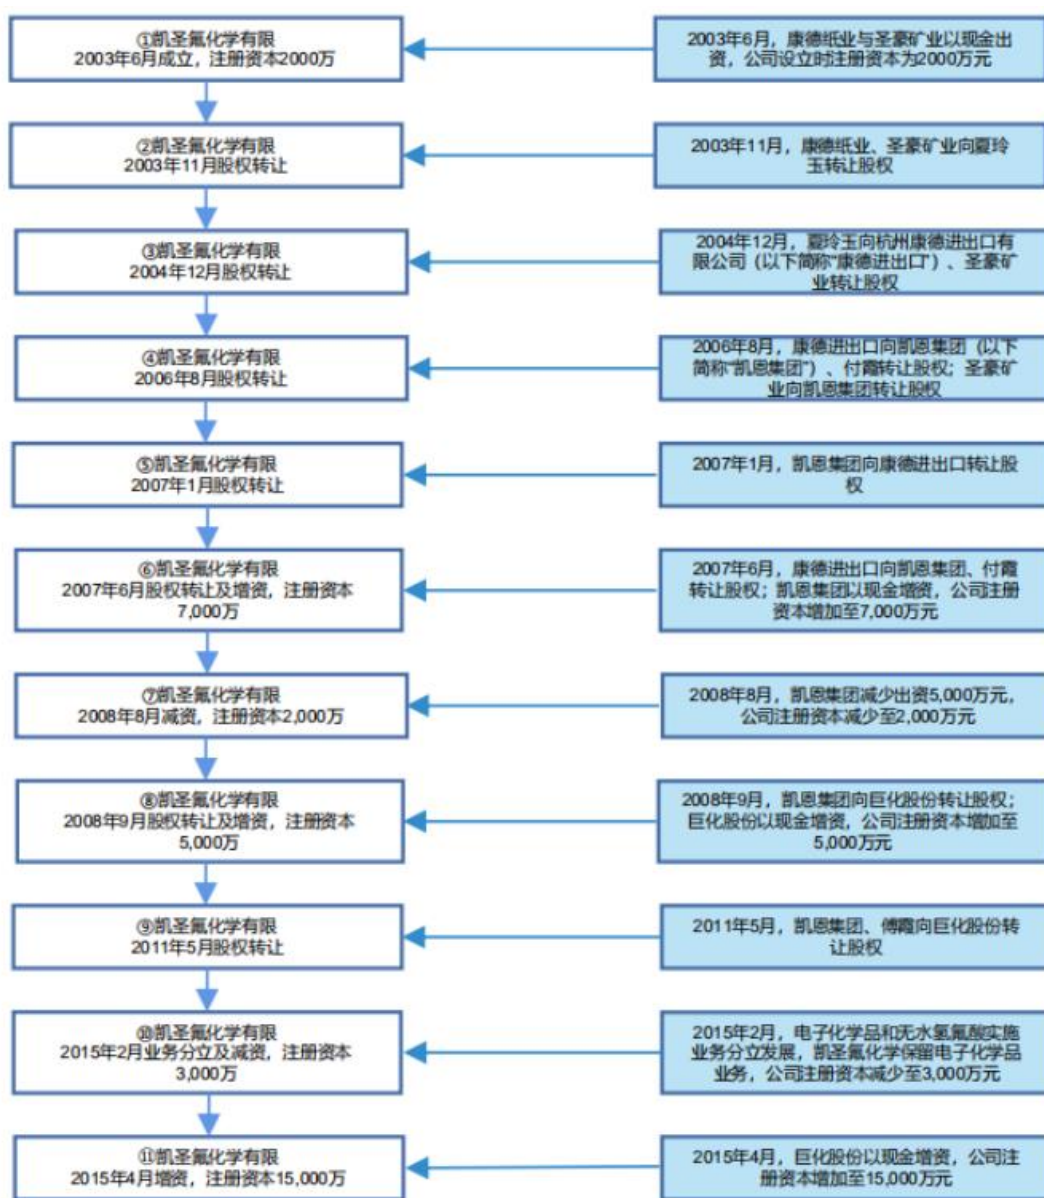 ①凯圣氟化学有限
2003年6月成立，注册资本2000万
2003年6月，康德纸业与圣豪矿业以现金出
资，公司设立时注册资本为2000万元
②凯圣氟化学有限
2003年11月股权转让
2003年11月，康德纸业、圣豪矿业向夏玲
玉转让股权
③凯圣氟化学有限
2004年12月股权转让
2004年12月，夏玲玉向杭州康德进出口有
限公司（以下简称“康德进出口”）、圣豪矿
业转让股权
④凯圣氟化学有限
2006年8月股权转让
2006年8月，康德进出口向凯恩集团（以下
简称“凯恩集团”）、付霞转让股权；圣豪矿
业向凯恩集团转让股权
⑤凯圣氟化学有限
2007年1月股权转让
2007年1月，凯恩集团向康德进出口转让股
权
⑥凯圣氟化学有限
2007年6月股权转让及增资，注册资本
7,000万
2007年6月，康德进出口向凯恩集团、付霞
转让股权；凯恩集团以现金增资，公司注册
资本增加至7,000万元
⑦凯圣氟化学有限
2008年8月减资，注册资本2,000万
2008年8月，凯恩集团减少出资5,000万元，
公司注册资本减少至2,000万元
⑧凯圣氟化学有限
2008年9月股权转让及增资，注册资本
5,000万
2008年9月，凯恩集团向巨化股份转让股权；
巨化股份以现金增资，公司注册资本增加至
5,000万元
⑨凯圣氟化学有限
2011年5月股权转让
2011年5月，凯恩集团、傅霞向巨化股份转
让股权
⑩凯圣氟化学有限
2015年2月业务分立及减资，注册资本
3,000万
2015年2月，电子化学品和无水氢氟酸实施
业务分立发展，凯圣氟化学保留电子化学品
业务，公司注册资本减少至3,000万元
⑪凯圣氟化学有限
2015年4月增资，注册资本15,000万
2015年4月，巨化股份以现金增资，公司注
册资本增加至15,000万元